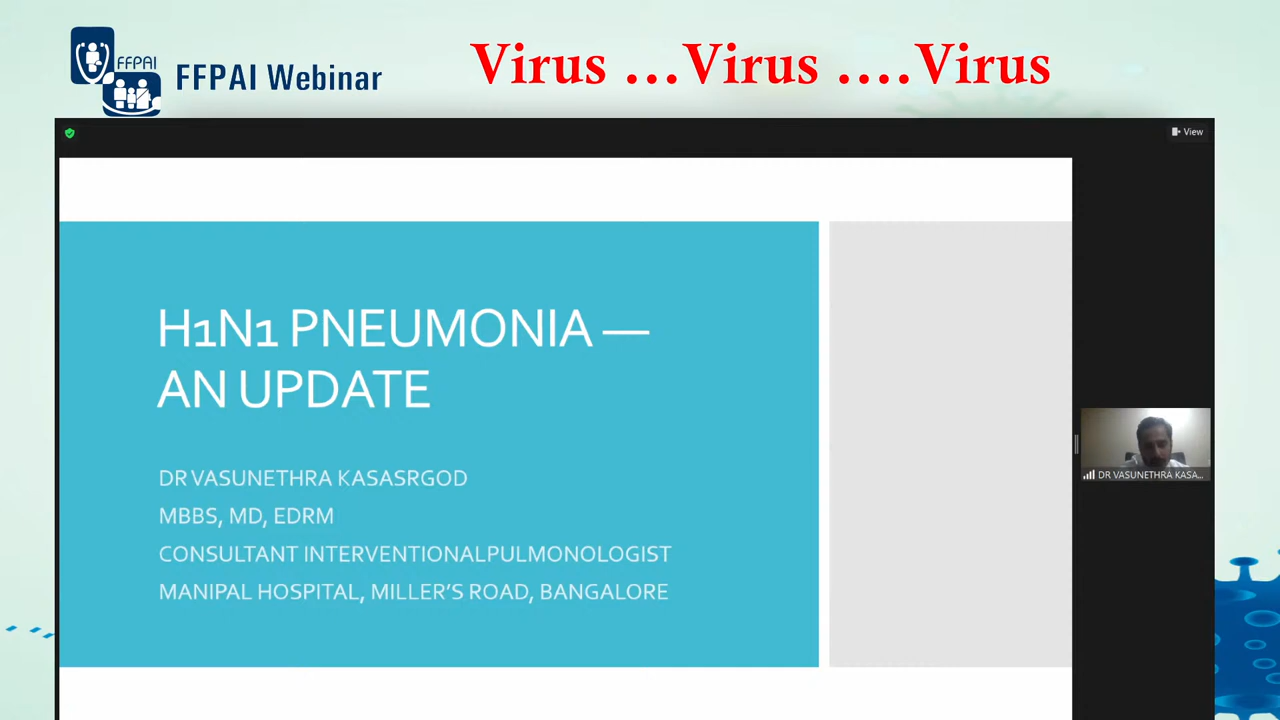 FFPAI
FFPAI Webinar
Virus ...Virus ....Virus
View
H1N1 PNEUMONIA —
AN UPDATE
DR VASUNETHRA KASASRGOD
MBBS, MD, EDRM
CONSULTANT INTERVENTIONALPULMONOLOGIST
MANIPAL HOSPITAL, MILLER'S ROAD, BANGALORE
DR VASUNETHRA KASA...